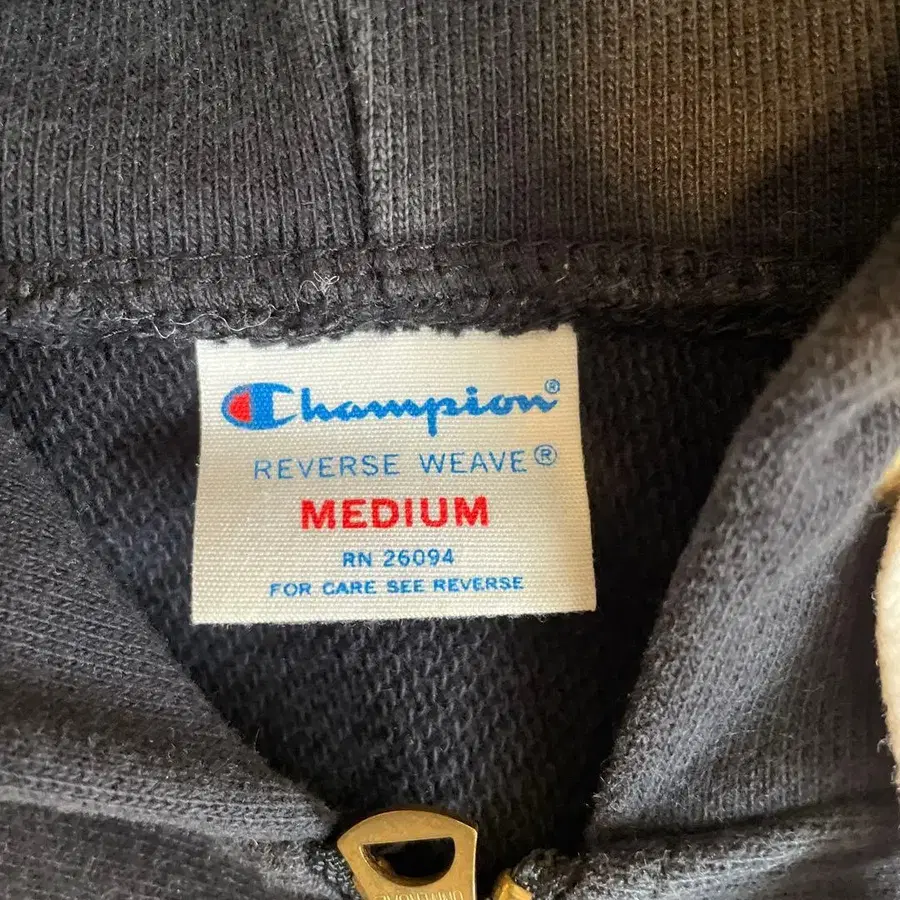 Champion®
REVERSE WEAVE®
MEDIUM
RN 26094
FOR CARE SEE REVERSE